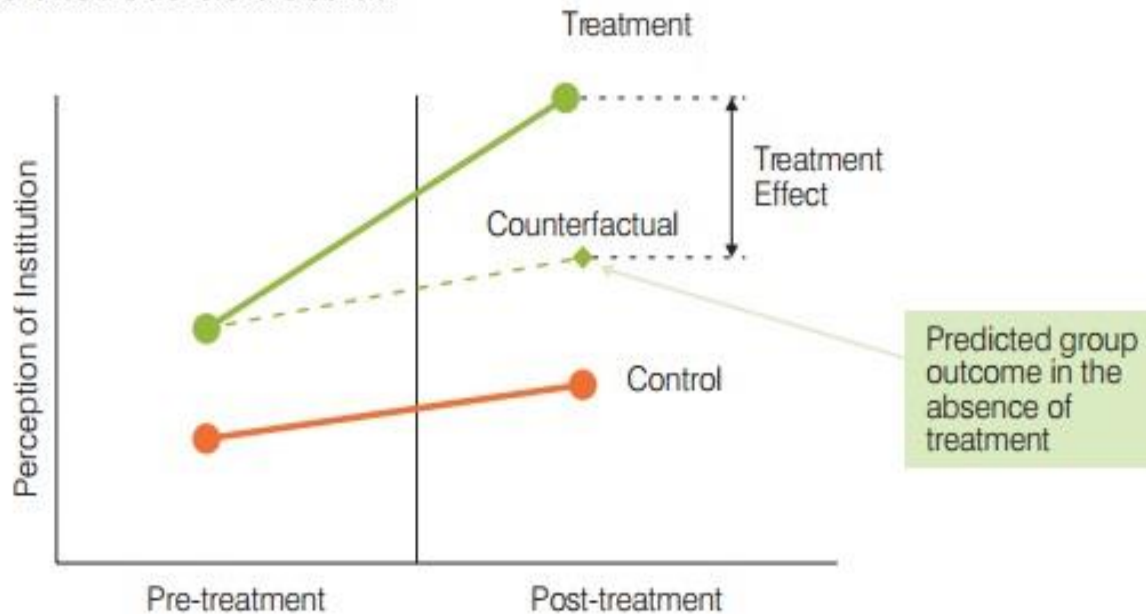 Treatment
Treatment
Effect
Counterfactual
Perception of Institution
Predicted group
outcome in the
absence of
treatment
Control
Pre-treatment
Post-treatment